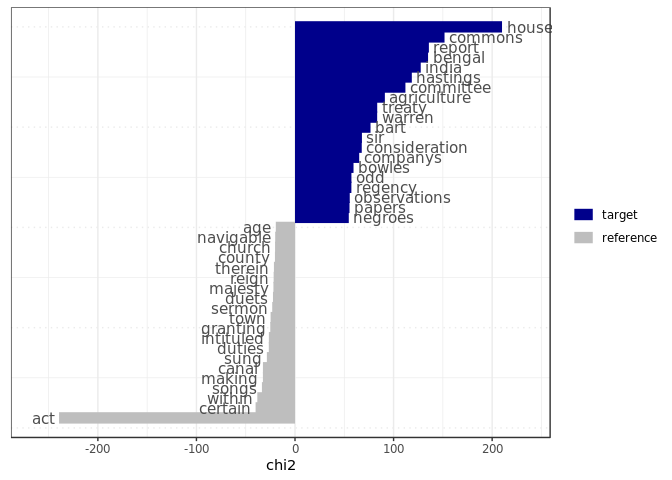 house
commons
report
bengal
india
hastings
committee
agriculture
treaty
warren
bart
sir
consideration
companys
bowles
odd
regency
observations
papers
negroes
age
navigable
church
county
therein
reign
majesty
duets
sermon
town
granting
intituled
duties
sung
canal
making
songs
within
certain
act
target
reference
-200 -100 0 100 200
chi2